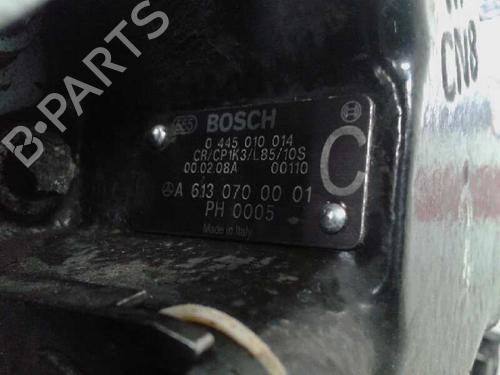 BOSCH
0 445 010 014
CR/CP1K3/L85/10S
00.02.08A 00110
A 613 070 00 01
PH 0005
Made in Italy
C
CN8
B-PARTS